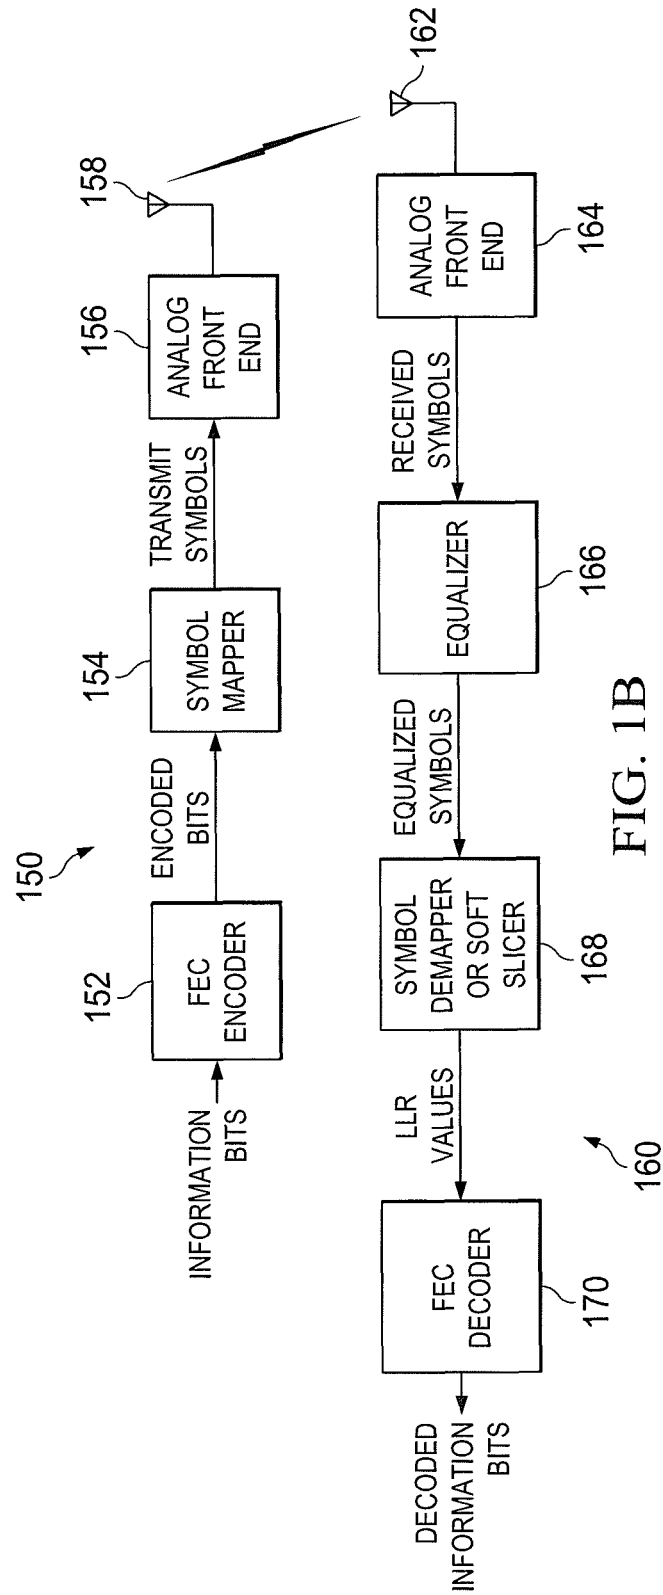 150
INFORMATION
BITS
152
FEC
ENCODER
ENCODED
BITS
154
SYMBOL
MAPPER
TRANSMIT
SYMBOLS
156
ANALOG
FRONT
END
158
162
ANALOG
FRONT
END
164
RECEIVED
SYMBOLS
EQUALIZER
166
EQUALIZED
SYMBOLS
SYMBOL
DEMAPPER
OR SOFT
SLICER
168
LLR
VALUES
FEC
DECODER
170
DECODED
INFORMATION
BITS
160
FIG. 1B